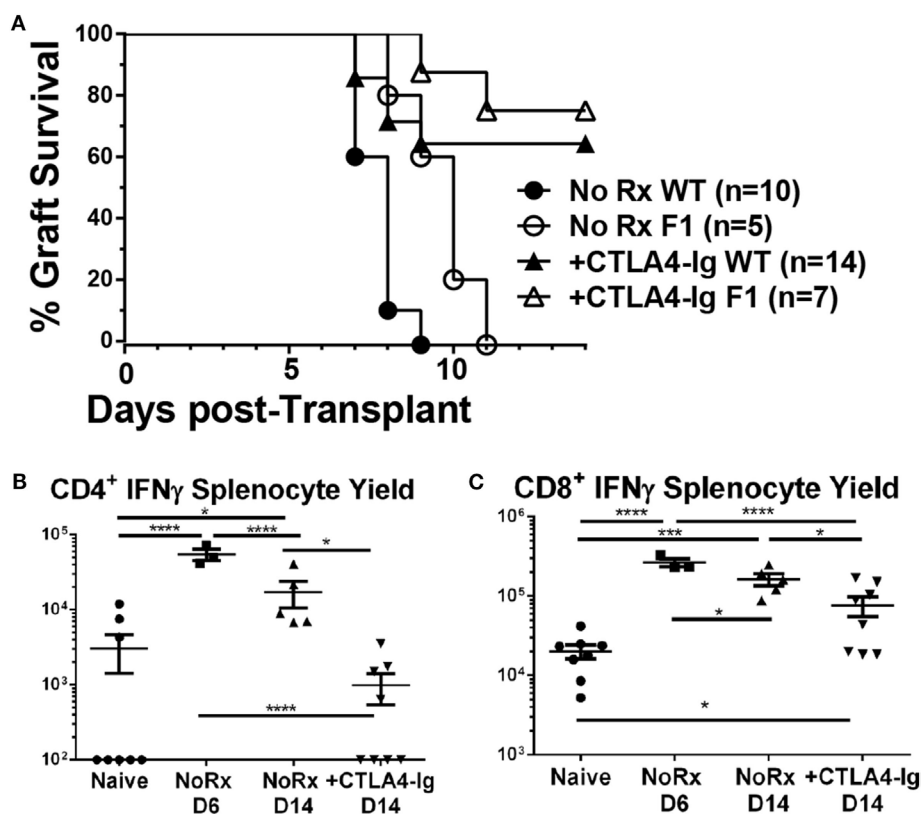 A
100
80
60
40
20
0
% Graft Survival
0 5 10
Days post-Transplant
No Rx WT (n=10)
No Rx F1 (n=5)
+CTLA4-Ig WT (n=14)
+CTLA4-Ig F1 (n=7)
B
CD4⁺ IFNγ Splenocyte Yield
* 
**** ****
*
****
10⁵
10⁴
10³
10²
Naive NoRx NoRx +CTLA4-Ig
D6 D14 D14
C
CD8⁺ IFNγ Splenocyte Yield
**** ****
*** *
*
*
10⁶
10⁵
10⁴
10³
Naive NoRx NoRx +CTLA4-Ig
D6 D14 D14